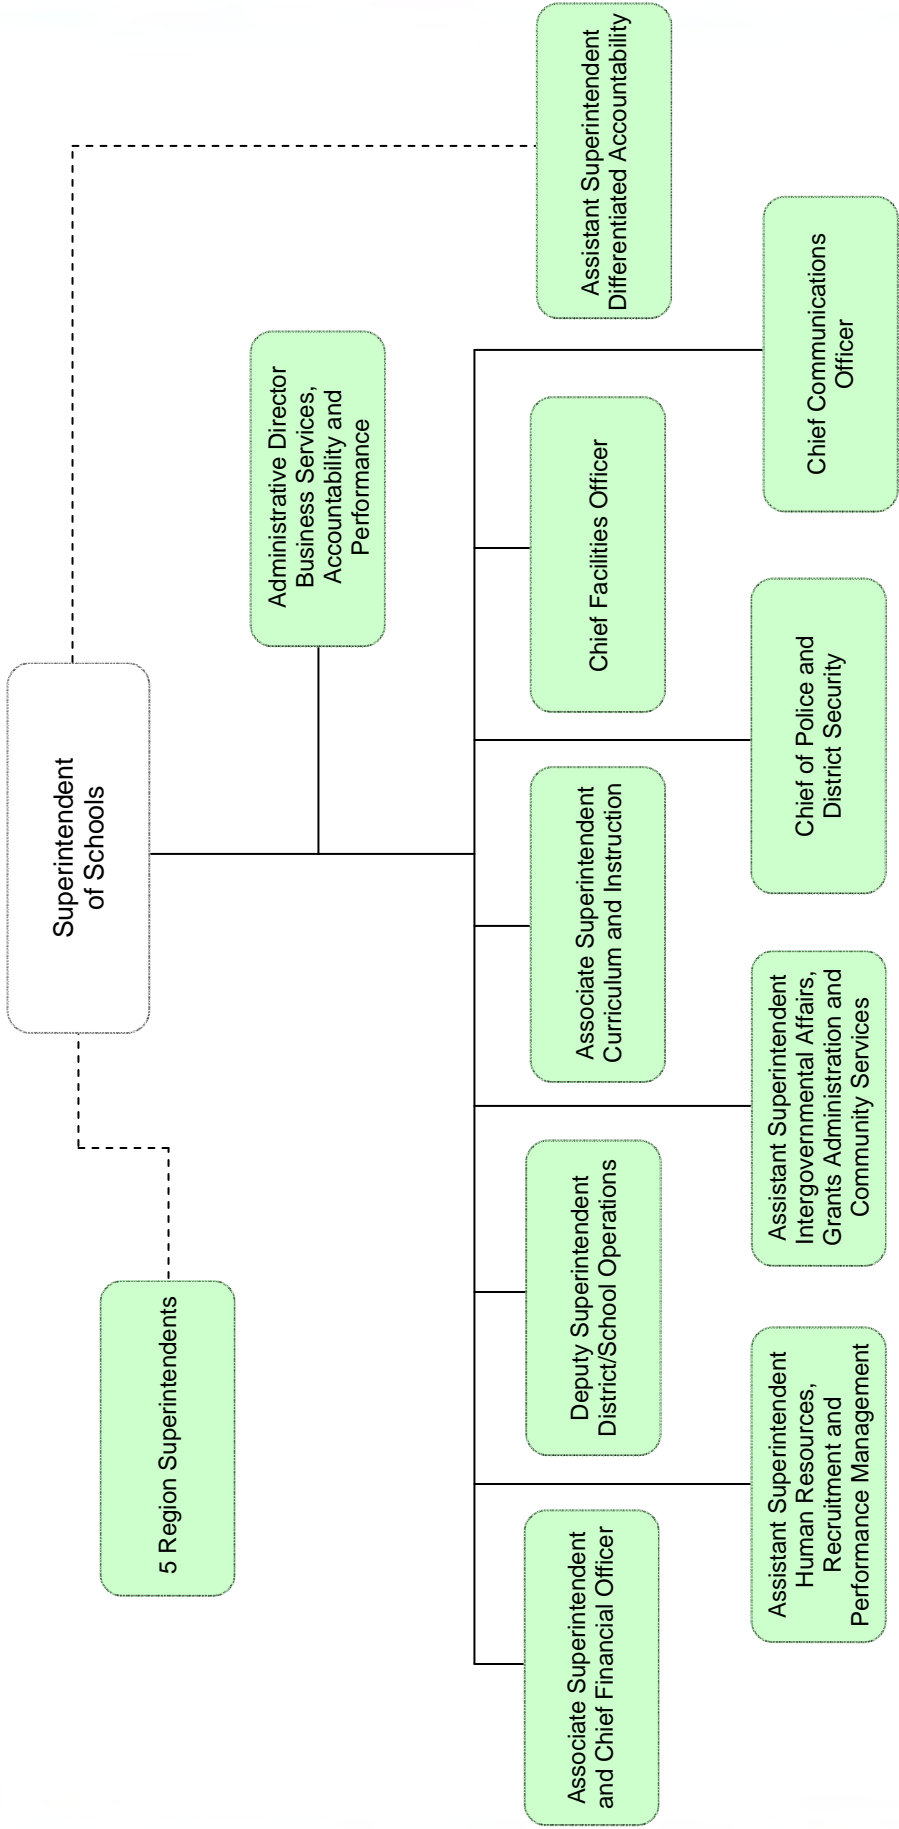 Superintendent
of Schools
5 Region Superintendents
Administrative Director
Business Services,
Accountability and
Performance
Associate Superintendent
and Chief Financial Officer
Deputy Superintendent
District/School Operations
Associate Superintendent
Curriculum and Instruction
Chief Facilities Officer
Assistant Superintendent
Differentiated Accountability
Assistant Superintendent
Human Resources,
Recruitment and
Performance Management
Assistant Superintendent
Intergovernmental Affairs,
Grants Administration and
Community Services
Chief of Police and
District Security
Chief Communications
Officer